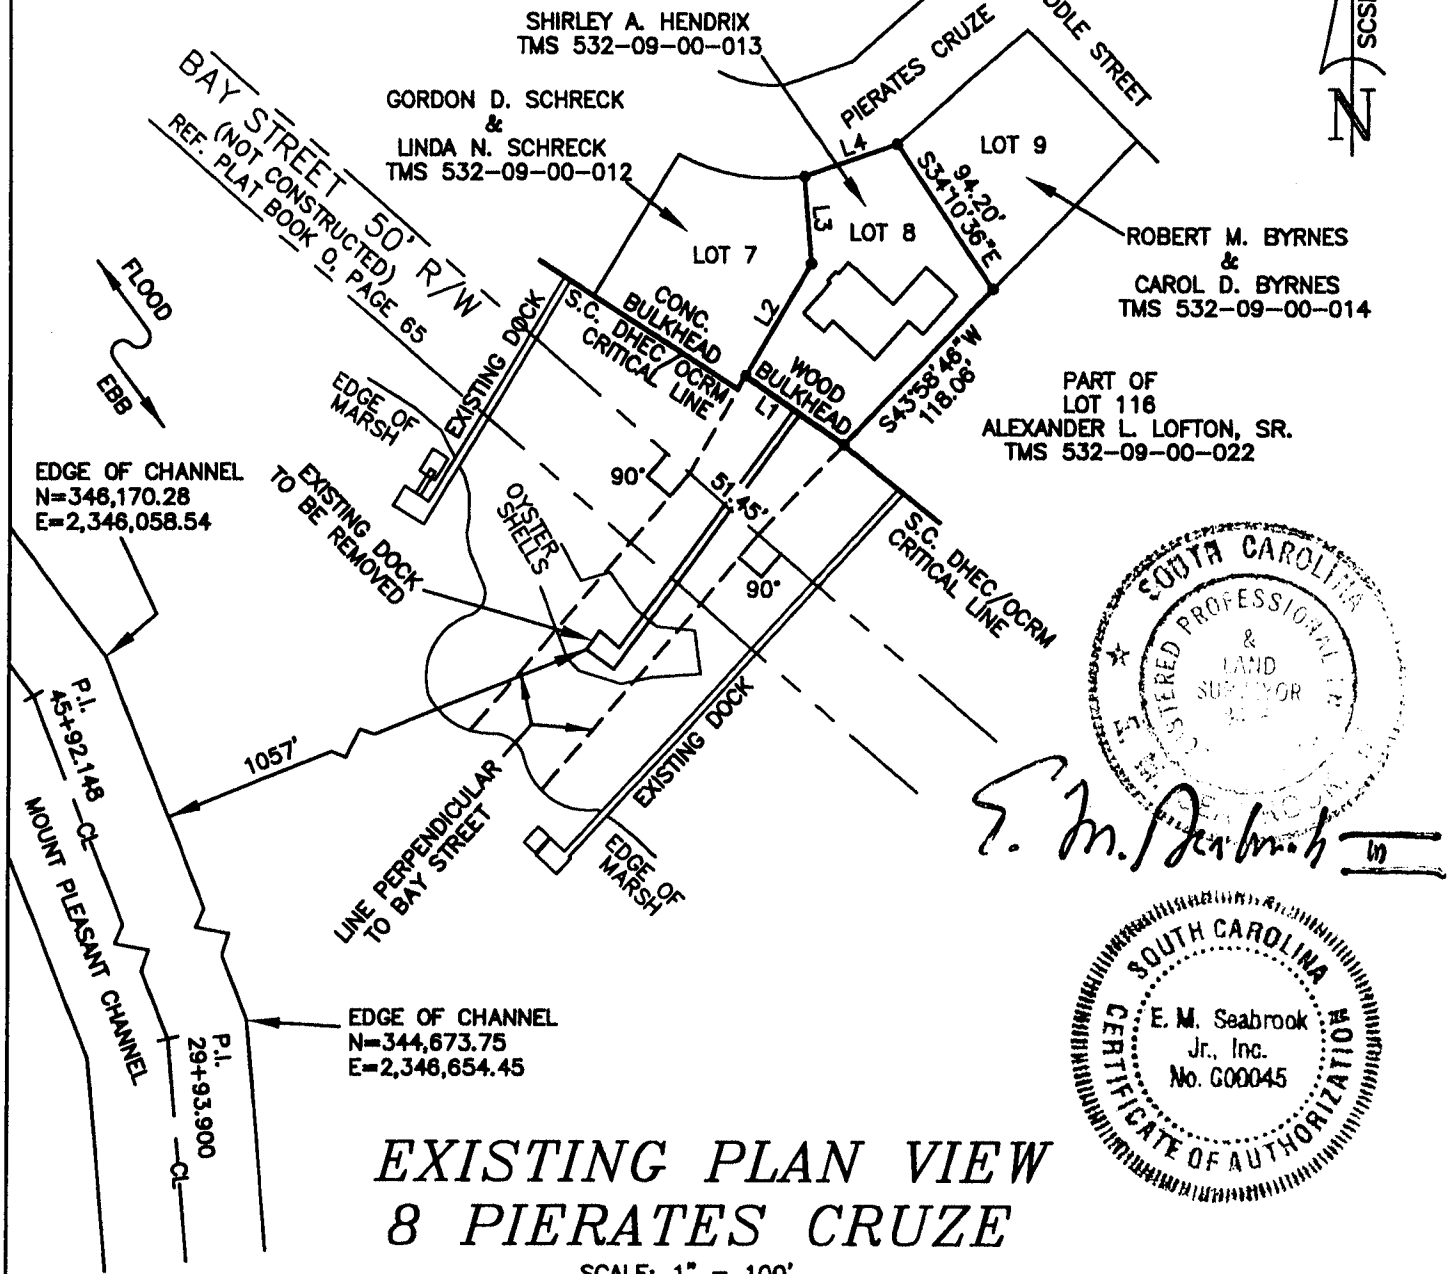 SHIRLEY A. HENDRIX
TMS 532-09-00-013
PIERATES CRUZE
ODLE STREET
SCS
N
BAY STREET 50' R/W
(NOT CONSTRUCTED)
REF. PLAT BOOK O, PAGE 65
GORDON D. SCHRECK
&
LINDA N. SCHRECK
TMS 532-09-00-012
L4
LOT 9
94.20'
S34°10'36"E
L3
LOT 8
LOT 7
ROBERT M. BYRNES
&
CAROL D. BYRNES
TMS 532-09-00-014
FLOOD
EBB
CONC.
BULKHEAD
S.C. DHEC/OCRM
CRITICAL LINE
L2
EXISTING DOCK
WOOD
BULKHEAD
L1
S43°58'46"W
118.06'
PART OF
LOT 116
ALEXANDER L. LOFTON, SR.
TMS 532-09-00-022
EDGE OF
MARSH
EDGE OF CHANNEL
N=346,170.28
E=2,346,058.54
EXISTING DOCK
TO BE REMOVED
OYSTER
SHELLS
90°
51.45'
90°
S.C. DHEC/OCRM
CRITICAL LINE
SOUTH CAROLINA
REGISTERED PROFESSIONAL
&
LAND
SURVEYOR
P.I.
45+92.148
CL
MOUNT PLEASANT CHANNEL
1057'
EXISTING DOCK
LINE PERPENDICULAR
TO BAY STREET
EDGE OF
MARSH
E. M. Seabrook III
EDGE OF CHANNEL
N=344,673.75
E=2,346,654.45
P.I.
29+93.900
CL
SOUTH CAROLINA
E. M. Seabrook
Jr., Inc.
No. C00045
CERTIFICATE OF AUTHORIZATION
EXISTING PLAN VIEW
8 PIERATES CRUZE
SCALE: 1" = 100'